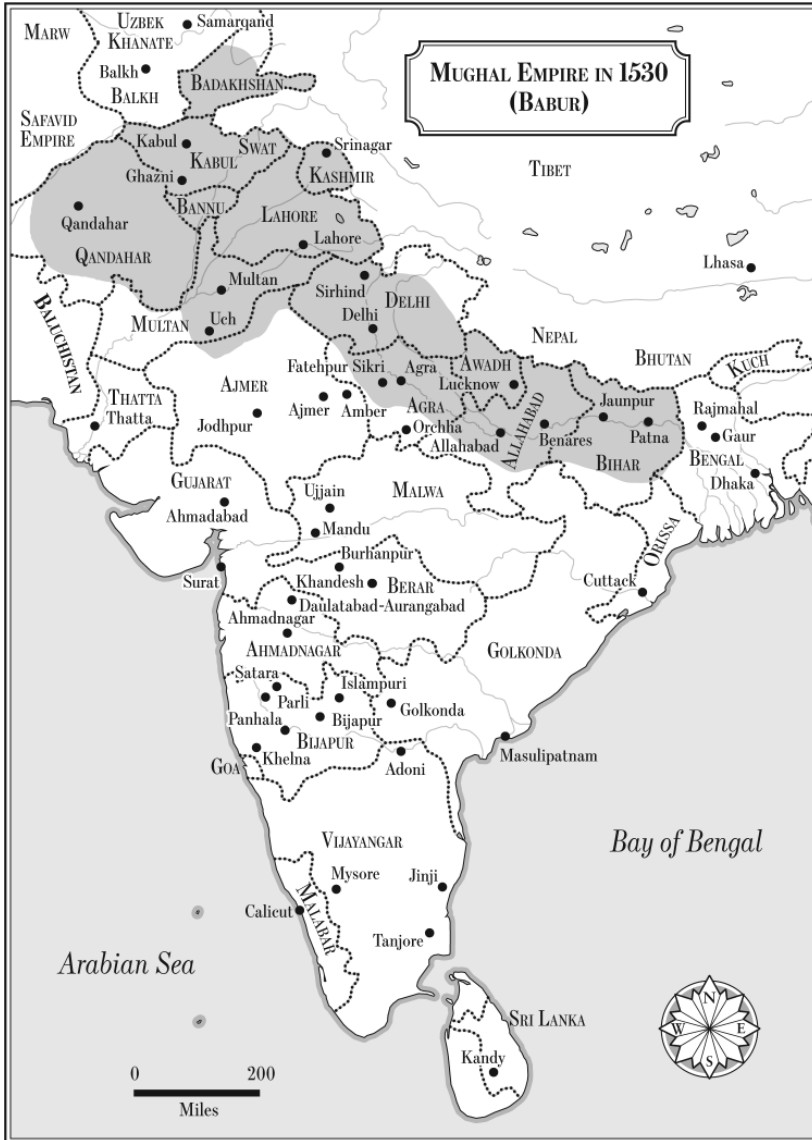 MUGHAL EMPIRE IN 1530
(BABUR)
UZBEK
KHANATE
Samarqand
MARW
Balkh
BALKH
BADAKHSHAN
SAFAVID
EMPIRE
Kabul
KABUL
SWAT
Srinagar
KASHMIR
TIBET
Ghazni
BANNU
Qandahar
QANDAHAR
LAHORE
Lahore
Lhasa
Multan
MULTAN
Uch
Sirhind
DELHI
Delhi
BALUCHISTAN
NEPAL
BHUTAN
KUCH
THATTA
Thatta
AJMER
Jodhpur
Ajmer
Amber
Fatehpur Sikri
Agra
AGRA
AWADH
Lucknow
Orchhia
Allahabad
ALLAHABAD
Benares
Jaunpur
Patna
BIHAR
Rajmahal
Gaur
BENGAL
Dhaka
GUJARAT
Ahmadabad
Ujjain
MALWA
Mandu
ORISSA
Surat
Burhanpur
Khandesh
BERAR
Daulatabad-Aurangabad
Cuttack
Ahmadnagar
AHMADNAGAR
GOLKONDA
Satara
Parli
Islampuri
Golkonda
Panhala
Bijapur
BIJAPUR
Khelna
GOA
Adoni
Masulipatnam
VIJAYANGAR
Bay of Bengal
Mysore
Jinji
MALABAR
Calicut
Tanjore
Arabian Sea
SRI LANKA
Kandy
N
W E
S
0 200
Miles